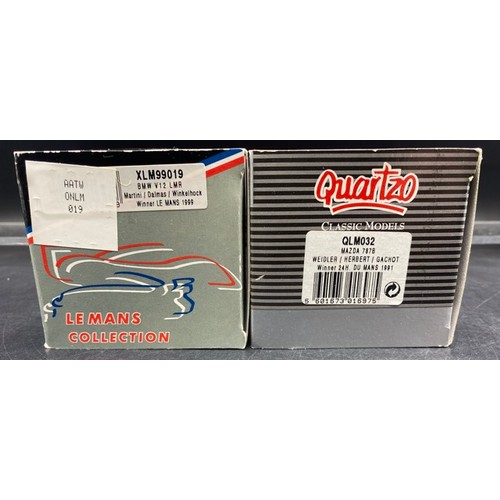 AATW
ONLM
019
XLM99019
BMW V12 LMR
Martini / Dalmas / Winkelhock
Winner LE MANS 1999
LE MANS
COLLECTION
Quartzo
CLASSIC MODELS
QLM032
MAZDA 787B
WEIDLER / HERBERT / GACHOT
Winner 24H. DU MANS 1991
5 601673 016975